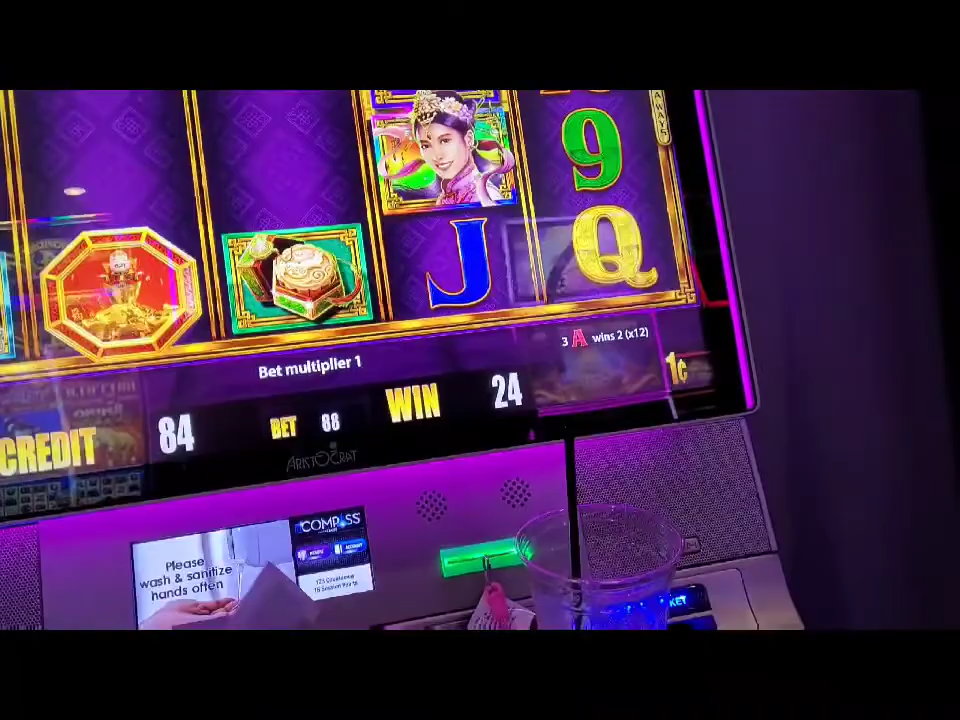 WAYS
9
J
Q
3 A wins 2 (x12)
Bet multiplier 1
1¢
CREDIT 84 BET 88 WIN 24
ARISTOCRAT
COMPASS
Please
wash & sanitize
hands often